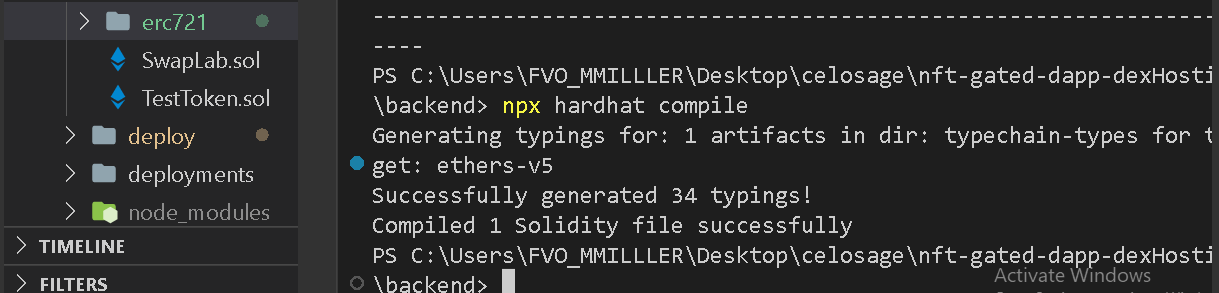 erc721
SwapLab.sol
TestToken.sol
deploy
deployments
node_modules
TIMELINE
FILTERS
----
PS C:\Users\FVO_MMILLLER\Desktop\celosage\nft-gated-dapp-dexHosti
\backend> npx hardhat compile
Generating typings for: 1 artifacts in dir: typechain-types for t
get: ethers-v5
Successfully generated 34 typings!
Compiled 1 Solidity file successfully
PS C:\Users\FVO_MMILLLER\Desktop\celosage\nft-gated-dapp-dexHosti
\backend>
Activate Windows